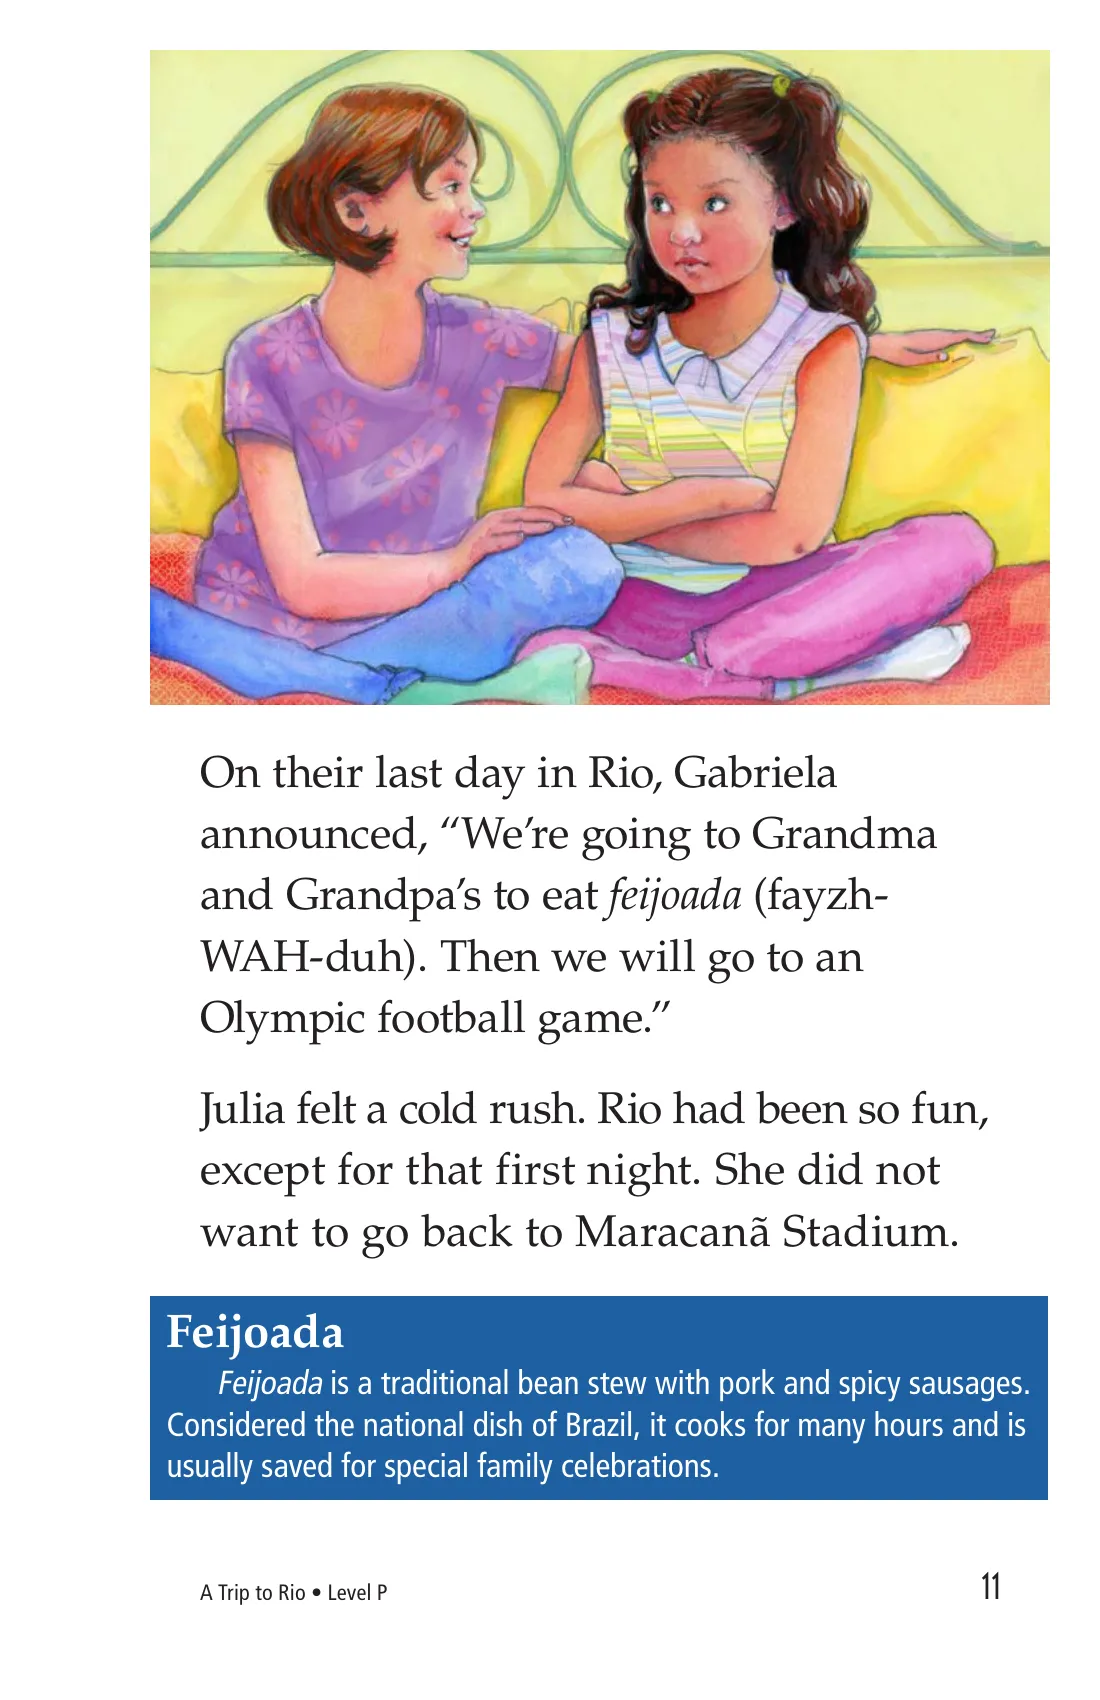 On their last day in Rio, Gabriela
announced, “We’re going to Grandma
and Grandpa’s to eat feijoada (fayzh-
WAH-duh). Then we will go to an
Olympic football game.”
Julia felt a cold rush. Rio had been so fun,
except for that first night. She did not
want to go back to Maracanã Stadium.
Feijoada
Feijoada is a traditional bean stew with pork and spicy sausages.
Considered the national dish of Brazil, it cooks for many hours and is
usually saved for special family celebrations.
A Trip to Rio • Level P
11